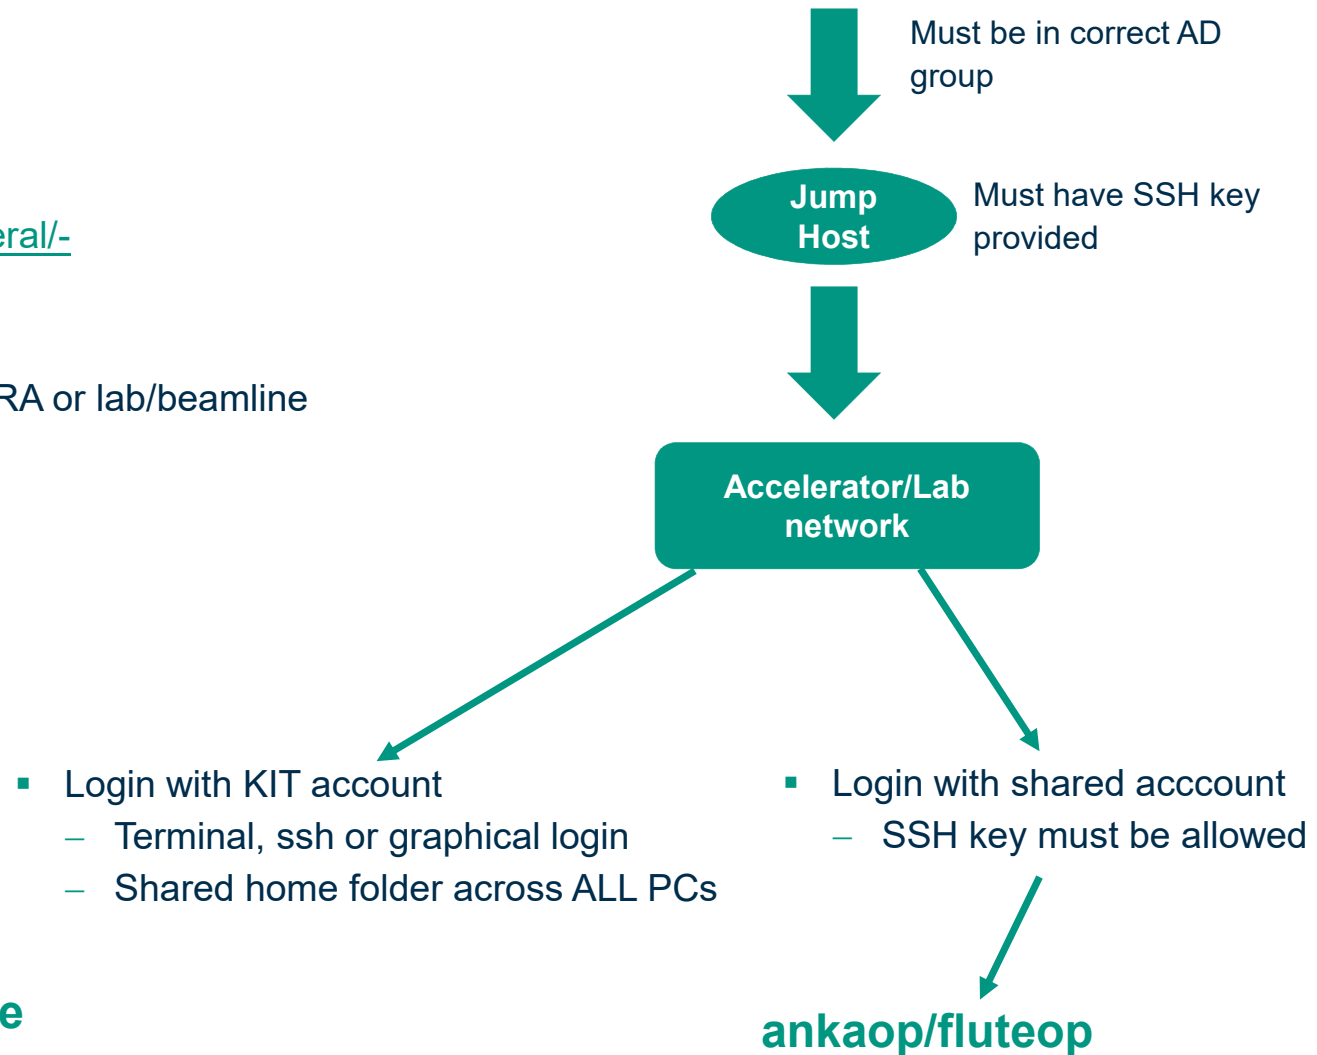 Must be in correct AD
group
Jump
Host
Must have SSH key
provided
eral/-
RA or lab/beamline
Accelerator/Lab
network
▪ Login with KIT account
– Terminal, ssh or graphical login
– Shared home folder across ALL PCs
▪ Login with shared acccount
– SSH key must be allowed
e
ankaop/fluteop